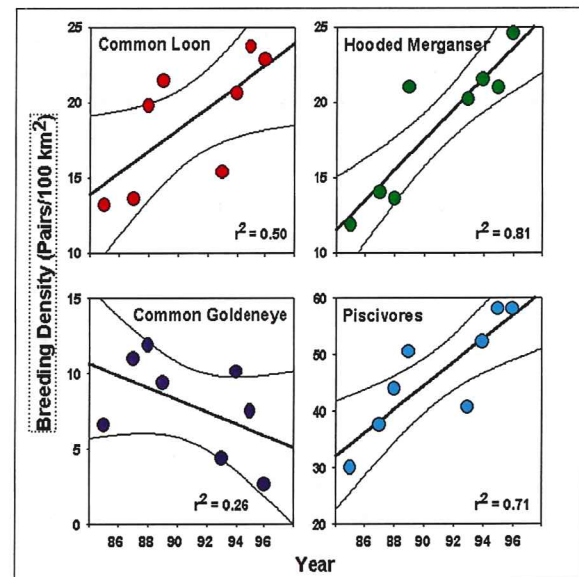 Breeding Density (Pairs/100 km²)
Common Loon
25
20
15
10
r² = 0.50
Hooded Merganser
25
20
15
10
r² = 0.81
Common Goldeneye
15
10
5
0
r² = 0.26
86 88 90 92 94 96
Piscivores
60
50
40
30
20
r² = 0.71
86 88 90 92 94 96
Year